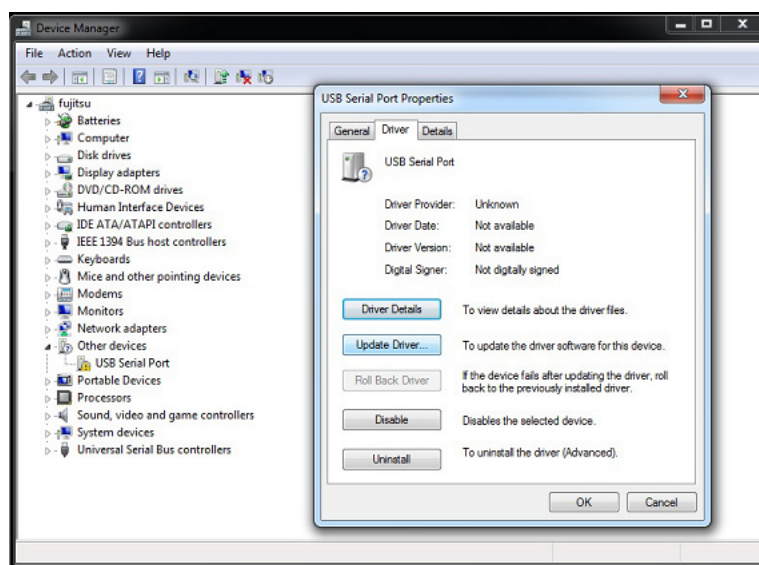 Device Manager
File Action View Help
fujitsu
Batteries
Computer
Disk drives
Display adapters
DVD/CD-ROM drives
Human Interface Devices
IDE ATA/ATAPI controllers
IEEE 1394 Bus host controllers
Keyboards
Mice and other pointing devices
Modems
Monitors
Network adapters
Other devices
USB Serial Port
Portable Devices
Processors
Sound, video and game controllers
System devices
Universal Serial Bus controllers
USB Serial Port Properties
General Driver Details
USB Serial Port
Driver Provider: Unknown
Driver Date: Not available
Driver Version: Not available
Digital Signer: Not digitally signed
Driver Details To view details about the driver files.
Update Driver... To update the driver software for this device.
Roll Back Driver If the device fails after updating the driver, roll
back to the previously installed driver.
Disable Disables the selected device.
Uninstall To uninstall the driver (Advanced).
OK Cancel